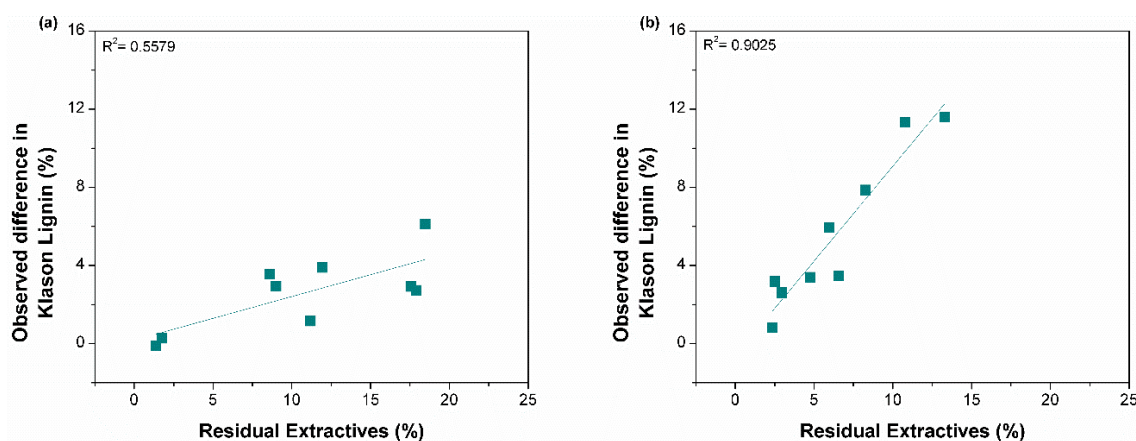 (a)
R²= 0.5579
16
12
8
4
0
0 5 10 15 20 25
Observed difference in
Klason Lignin (%)
Residual Extractives (%)
(b)
R²= 0.9025
16
12
8
4
0
0 5 10 15 20 25
Observed difference in
Klason Lignin (%)
Residual Extractives (%)